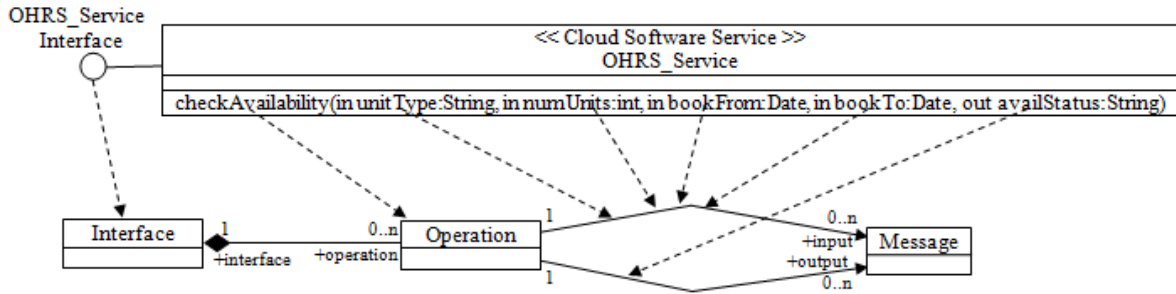 OHRS_Service
Interface
<< Cloud Software Service >>
OHRS_Service
checkAvailability(in unitType:String, in numUnits:int, in bookFrom:Date, in bookTo:Date, out availStatus:String)
Interface
1
+interface
0..n
+operation
Operation
1
1
0..n
+input
+output
0..n
Message